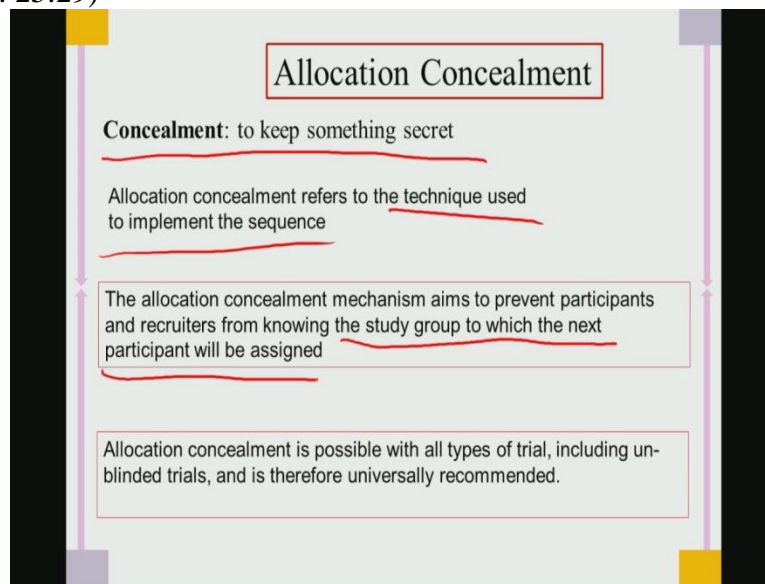 : 25:29)
Allocation Concealment
Concealment: to keep something secret
Allocation concealment refers to the technique used
to implement the sequence
The allocation concealment mechanism aims to prevent participants
and recruiters from knowing the study group to which the next
participant will be assigned
Allocation concealment is possible with all types of trial, including un-
blinded trials, and is therefore universally recommended.